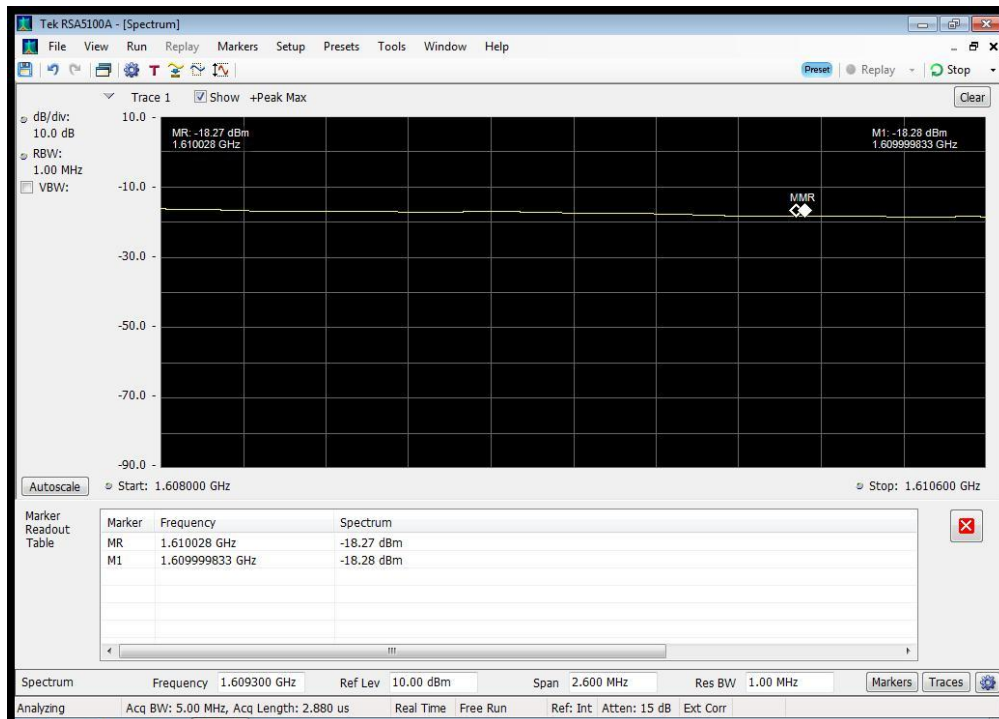 Tek RSA5100A - [Spectrum]
File View Run Replay Markers Setup Presets Tools Window Help
Preset Replay Stop
Trace 1 Show +Peak Max Clear
dB/div:
10.0 dB
RBW:
1.00 MHz
VBW:
10.0
-10.0
-30.0
-50.0
-70.0
-90.0
MR: -18.27 dBm
1.610028 GHz
M1: -18.28 dBm
1.609999833 GHz
MMR
Autoscale Start: 1.608000 GHz Stop: 1.610600 GHz
Marker
Readout
Table
Marker Frequency Spectrum
MR 1.610028 GHz -18.27 dBm
M1 1.609999833 GHz -18.28 dBm
Spectrum Frequency 1.609300 GHz Ref Lev 10.00 dBm Span 2.600 MHz Res BW 1.00 MHz Markers Traces
Analyzing Acq BW: 5.00 MHz, Acq Length: 2.880 us Real Time Free Run Ref: Int Atten: 15 dB Ext Corr